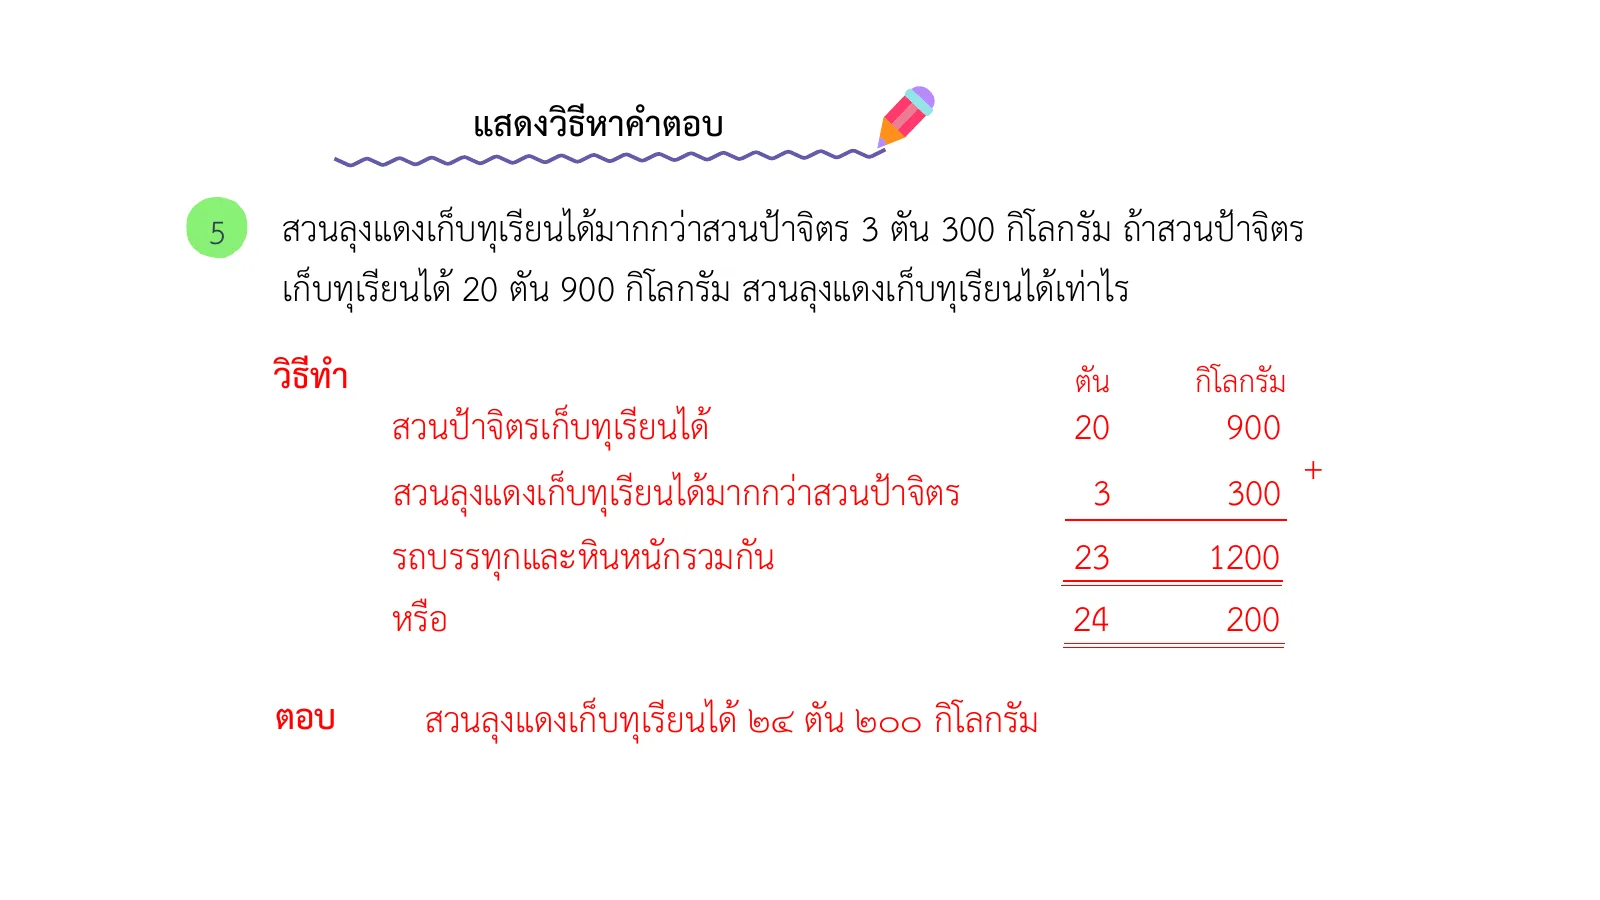 แสดงวิธีหาคำตอบ
5 สวนลุงแดงเก็บทุเรียนได้มากกว่าสวนป้าจิตร 3 ตัน 300 กิโลกรัม ถ้าสวนป้าจิตร
เก็บทุเรียนได้ 20 ตัน 900 กิโลกรัม สวนลุงแดงเก็บทุเรียนได้เท่าไร
วิธีทำ ตัน กิโลกรัม
สวนป้าจิตรเก็บทุเรียนได้ 20 900
+
สวนลุงแดงเก็บทุเรียนได้มากกว่าสวนป้าจิตร 3 300
รถบรรทุกและหินหนักรวมกัน 23 1200
หรือ 24 200
ตอบ สวนลุงแดงเก็บทุเรียนได้ ๒๔ ตัน ๒๐๐ กิโลกรัม